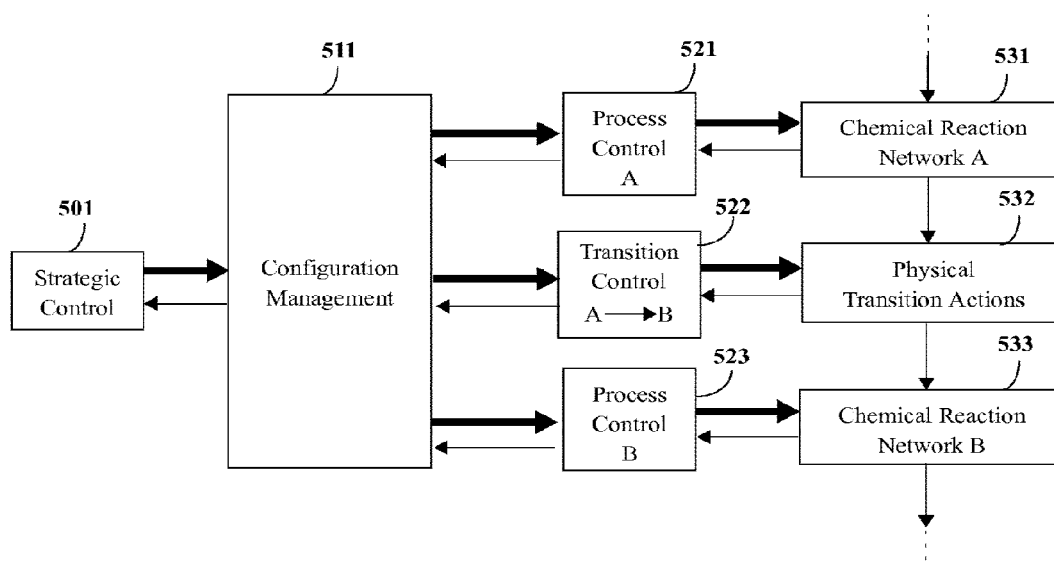 511
521
531
Process
Control
A
Chemical Reaction
Network A
501
522
532
Strategic
Control
Configuration
Management
Transition
Control
A B
Physical
Transition Actions
523
533
Process
Control
B
Chemical Reaction
Network B